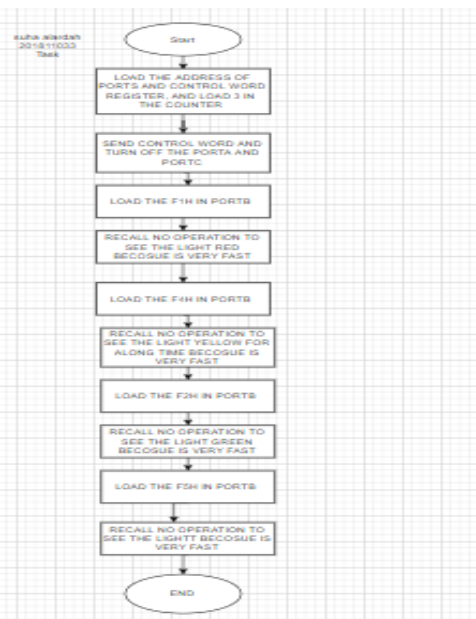 suha alardah
201811033
Task
Start
LOAD THE ADDRESS OF
PORTS AND CONTROL WORD
REGISTER, AND LOAD 3 IN
THE COUNTER
SEND CONTROL WORD AND
TURN OFF THE PORTA AND
PORTC
LOAD THE F1H IN PORTB
RECALL NO OPERATION TO
SEE THE LIGHT RED
BECOSUE IS VERY FAST
LOAD THE F4H IN PORTB
RECALL NO OPERATION TO
SEE THE LIGHT YELLOW FOR
ALONG TIME BECOSUE IS
VERY FAST
LOAD THE F2H IN PORTB
RECALL NO OPERATION TO
SEE THE LIGHT GREEN
BECOSUE IS VERY FAST
LOAD THE F5H IN PORTB
RECALL NO OPERATION TO
SEE THE LIGHTT BECOSUE IS
VERY FAST
END